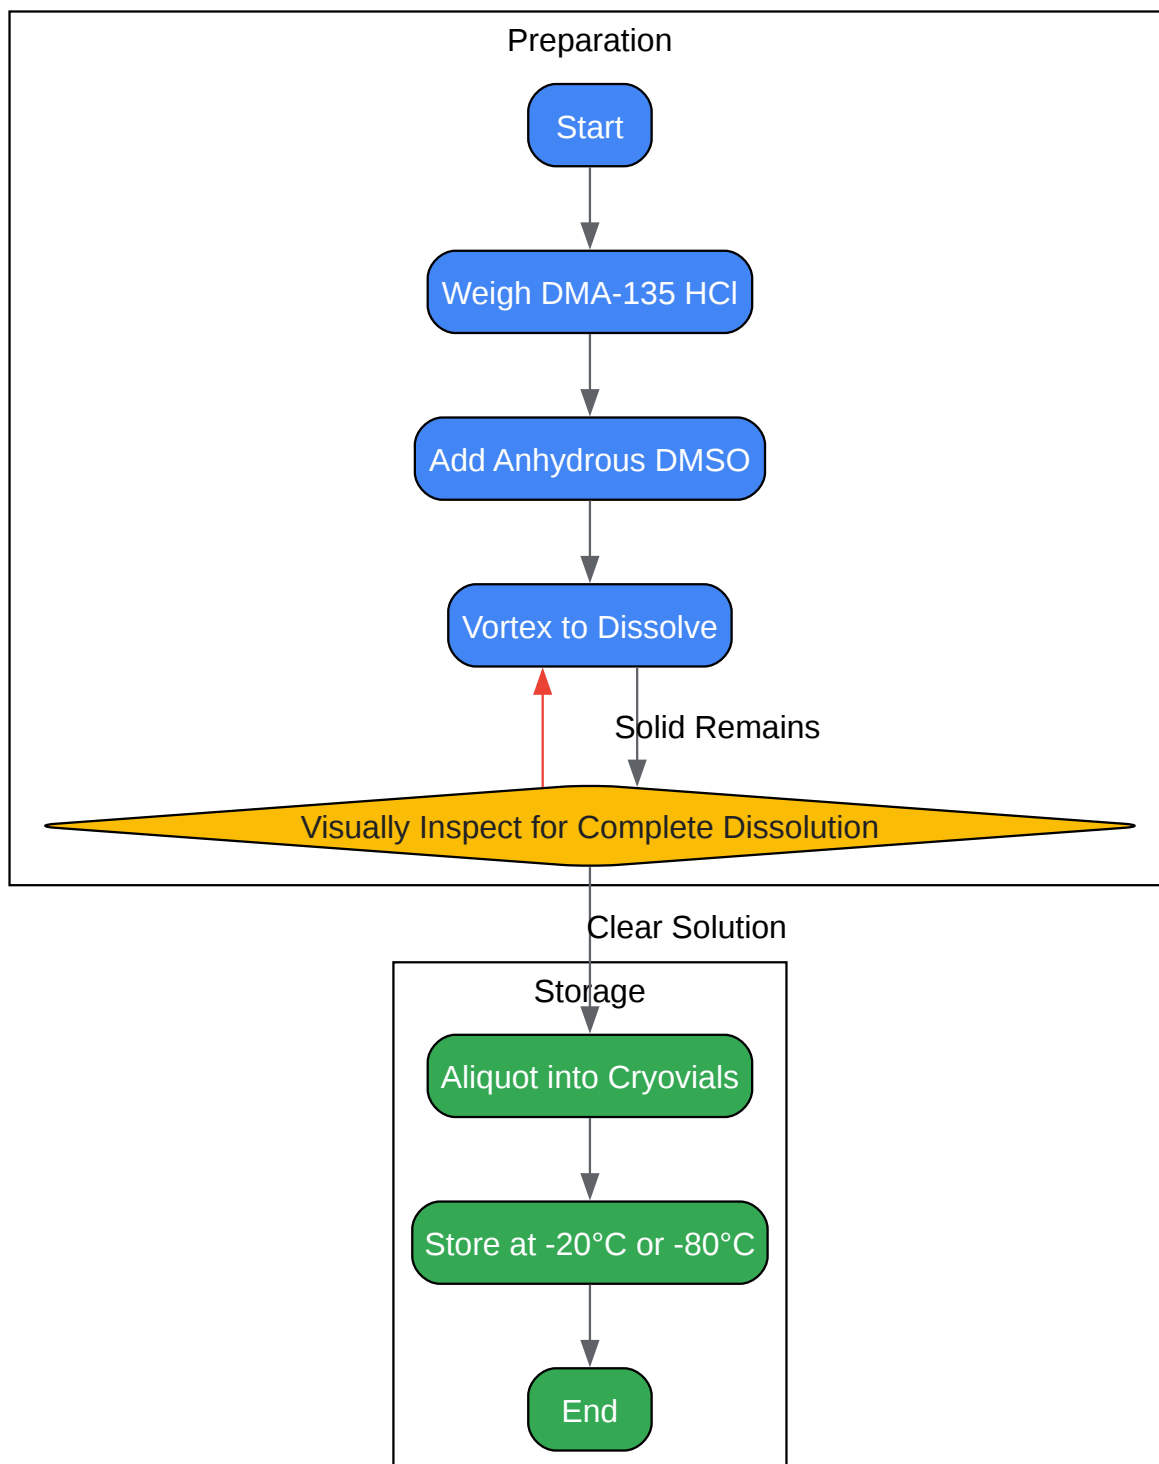 Preparation
Start
Weigh DMA-135 HCl
Add Anhydrous DMSO
Vortex to Dissolve
Solid Remains
Visually Inspect for Complete Dissolution
Clear Solution
Storage
Aliquot into Cryovials
Store at -20°C or -80°C
End